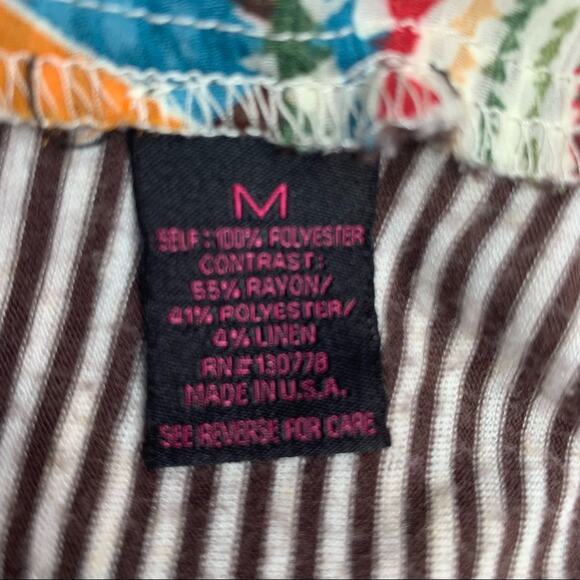 M
SELF : 100% POLYESTER
CONTRAST :
55% RAYON/
41% POLYESTER/
4% LINEN
RN# 130778
MADE IN U.S.A.
SEE REVERSE FOR CARE